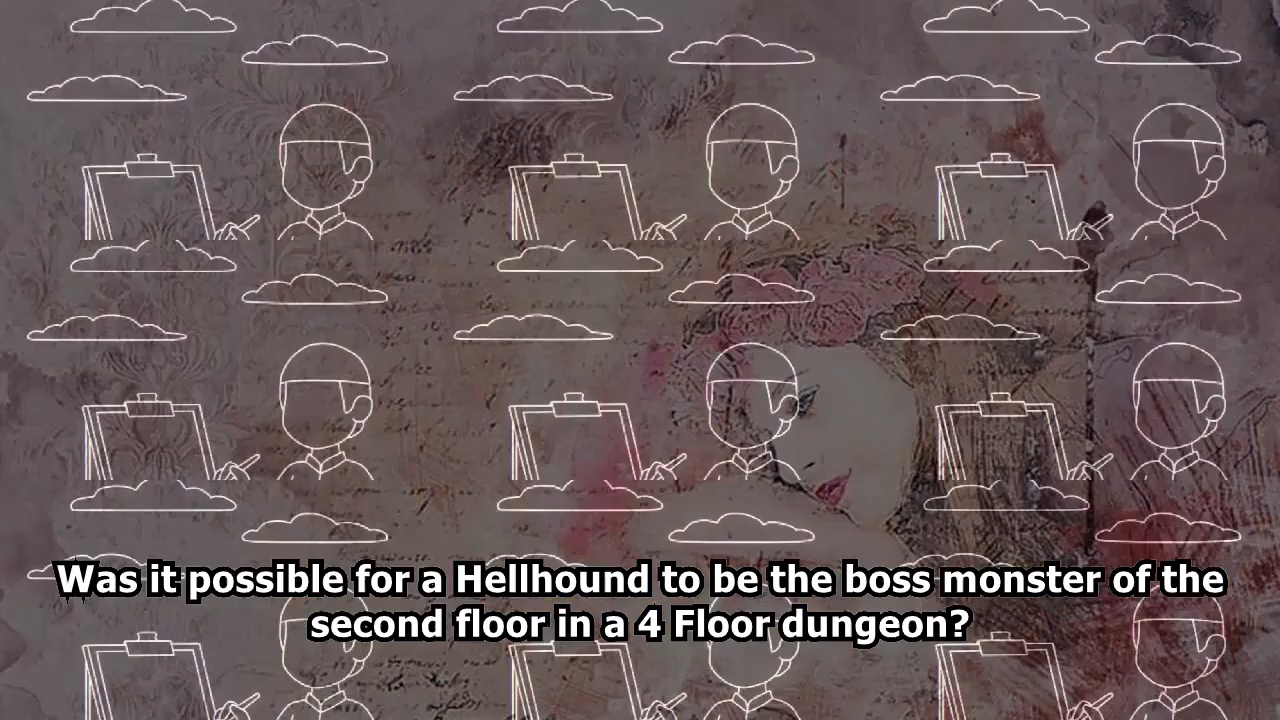 Was it possible for a Hellhound to be the boss monster of the
second floor in a 4 Floor dungeon?